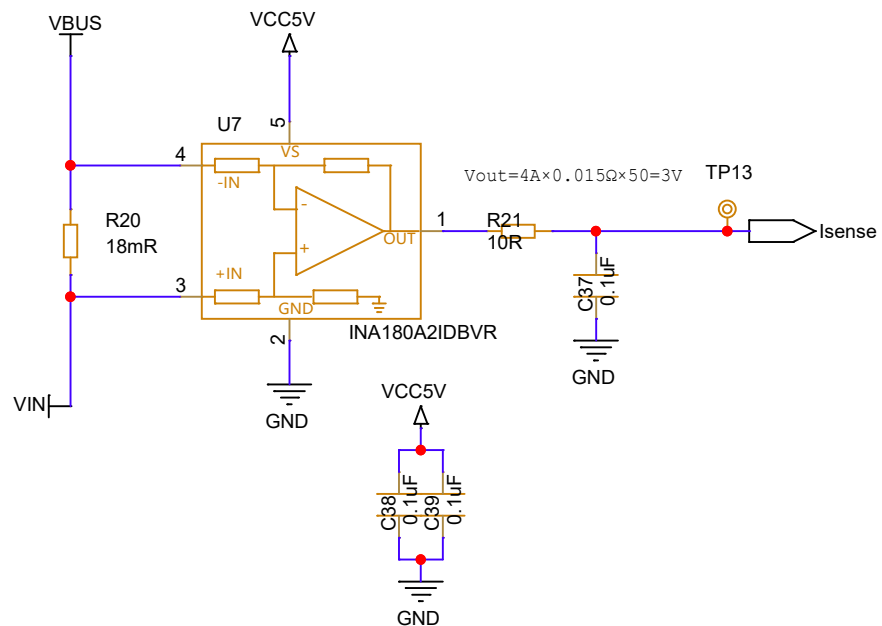 VBUS
VCC5V
U7
5
VS
4
-IN
Vout=4A×0.015Ω×50=3V
TP13
R20
18mR
-
+
OUT
1
R21
10R
Isense
3
+IN
GND
2
INA180A2IDBVR
C37
0.1uF
GND
VIN
GND
VCC5V
C38
0.1uF
C39
0.1uF
GND